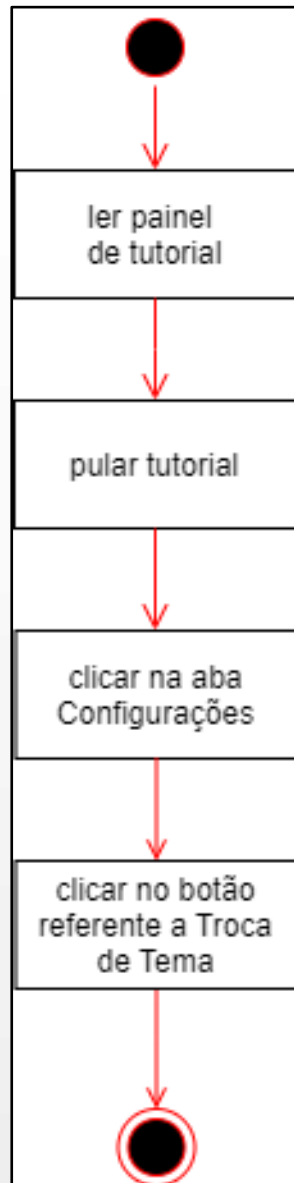 ler painel
de tutorial
pular tutorial
clicar na aba
Configurações
clicar no botão
referente a Troca
de Tema